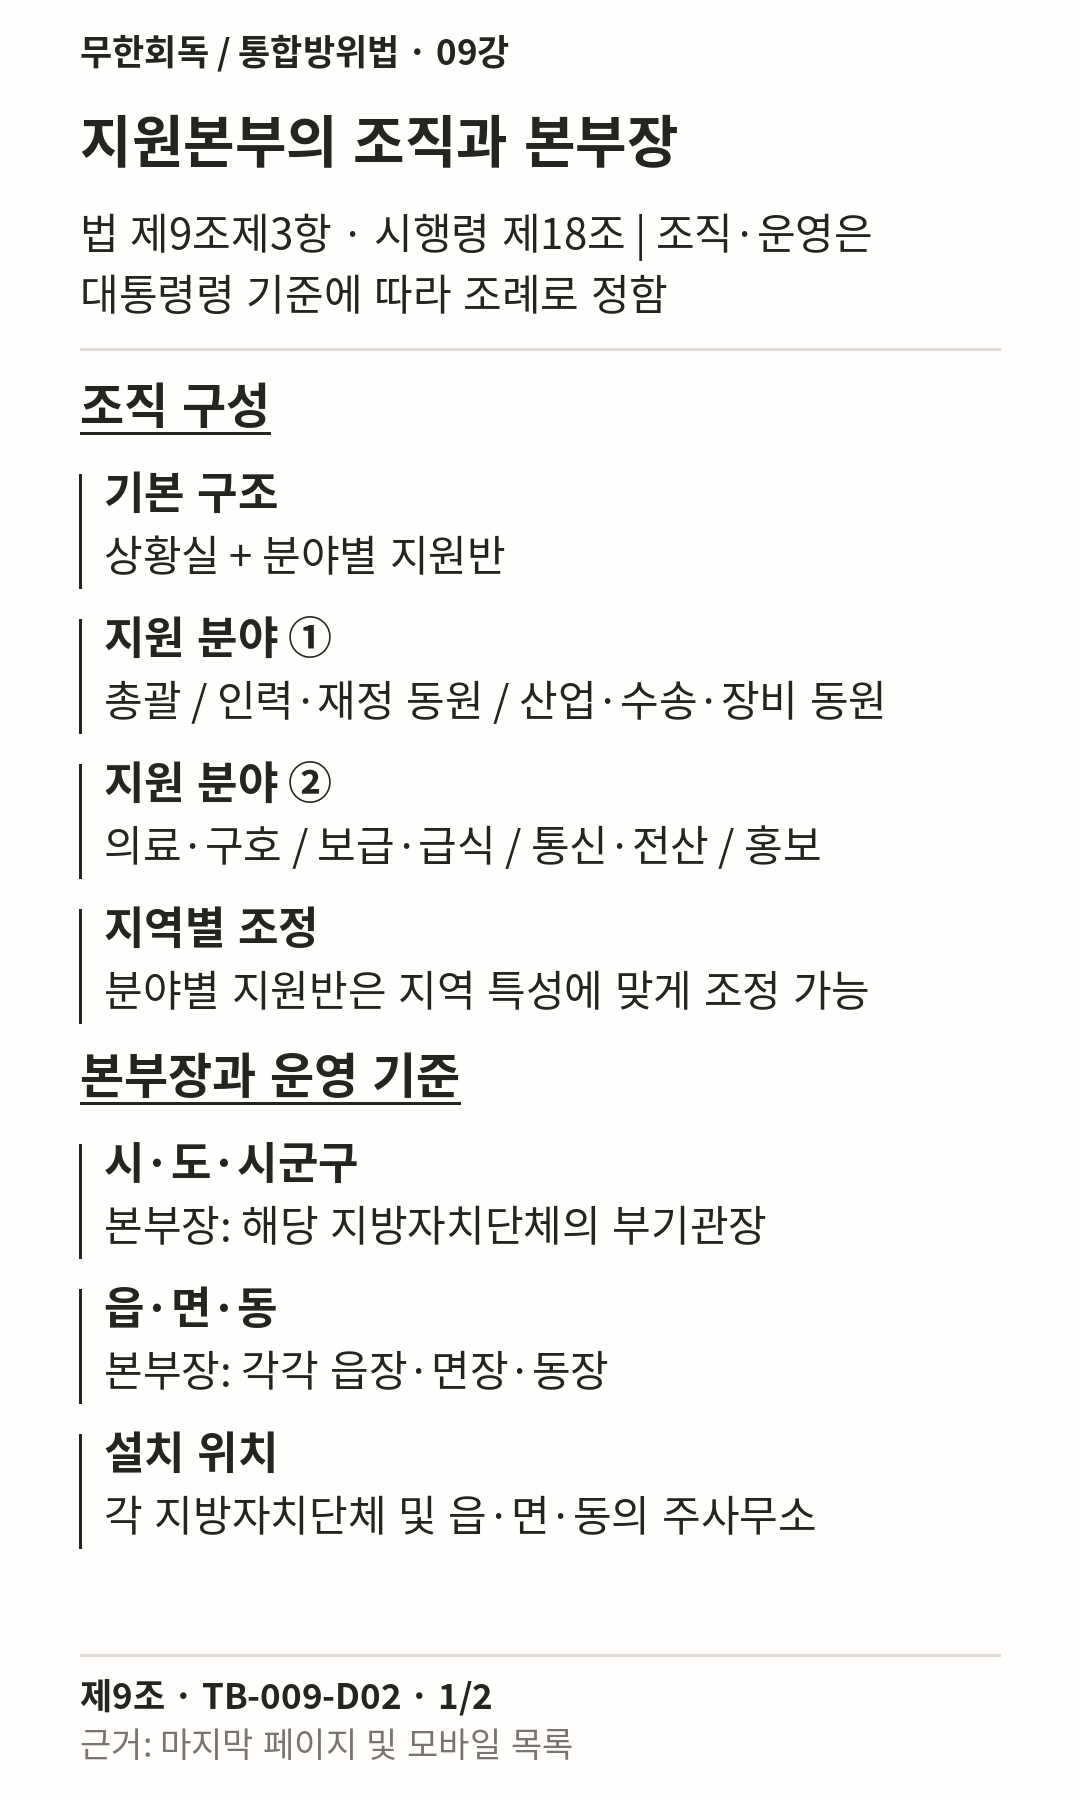 무한회독 / 통합방위법 · 09강
지원본부의 조직과 본부장
법 제9조제3항 · 시행령 제18조 | 조직·운영은
대통령령 기준에 따라 조례로 정함
조직 구성
기본 구조
상황실 + 분야별 지원반
지원 분야 ①
총괄 / 인력·재정 동원 / 산업·수송·장비 동원
지원 분야 ②
의료·구호 / 보급·급식 / 통신·전산 / 홍보
지역별 조정
분야별 지원반은 지역 특성에 맞게 조정 가능
본부장과 운영 기준
시·도·시군구
본부장: 해당 지방자치단체의 부기관장
읍·면·동
본부장: 각각 읍장·면장·동장
설치 위치
각 지방자치단체 및 읍·면·동의 주사무소
제9조 · TB-009-D02 · 1/2
근거: 마지막 페이지 및 모바일 목록